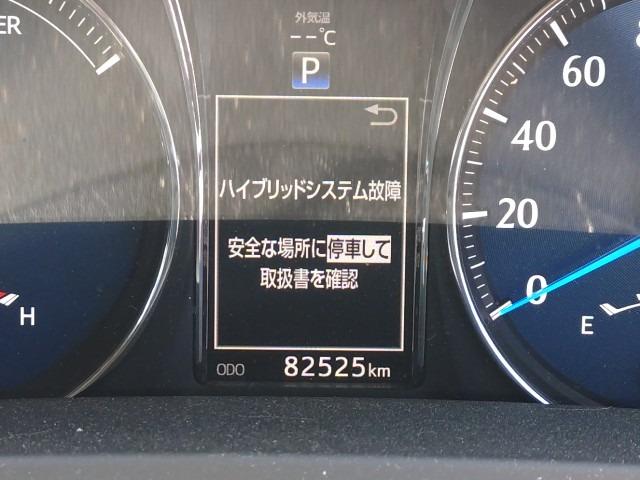 ER
外気温
--℃
P
ハイブリッドシステム故障
安全な場所に停車して
取扱書を確認
ODO 82525km
H
60
40
20
0
E